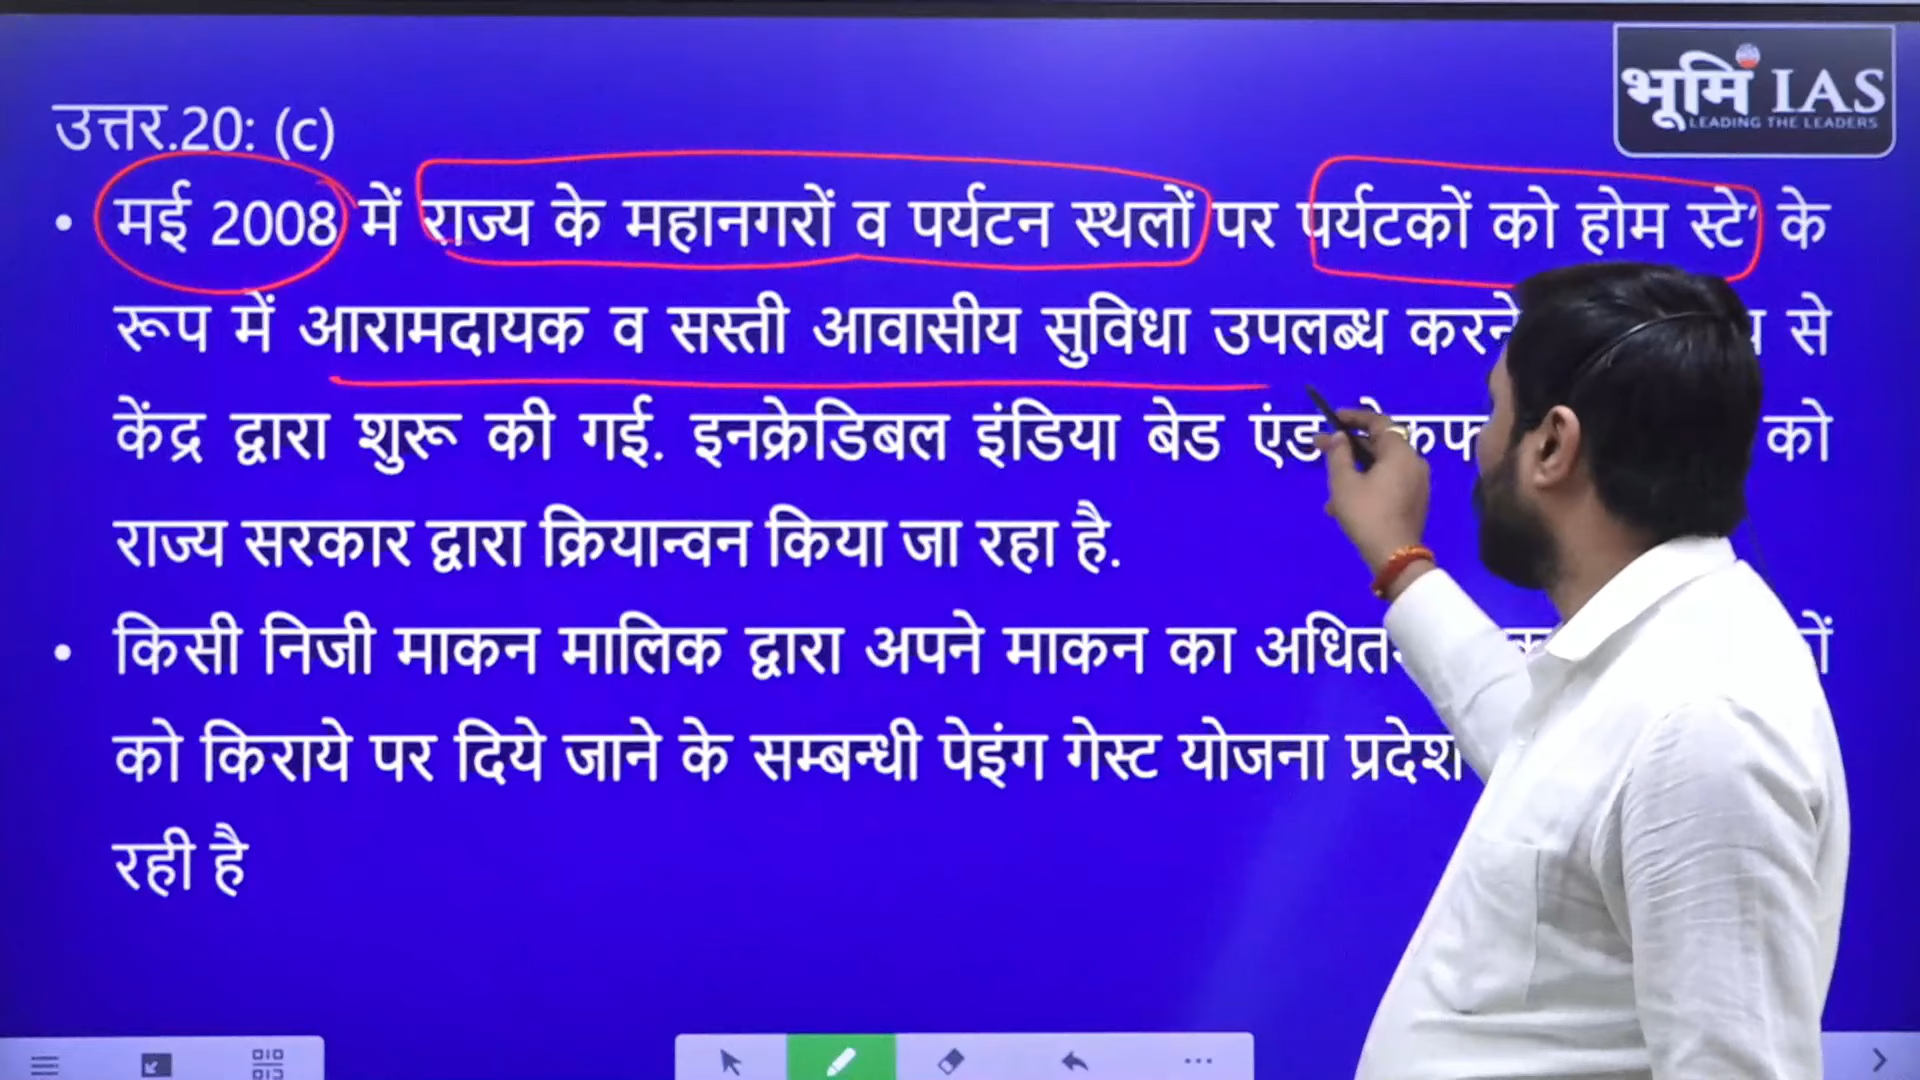 भूमि IAS
LEADING THE LEADERS
उत्तर.20: (c)
• मई 2008 में राज्य के महानगरों व पर्यटन स्थलों पर पर्यटकों को होम स्टे' के
रूप में आरामदायक व सस्ती आवासीय सुविधा उपलब्ध करने से
केंद्र द्वारा शुरू की गई. इनक्रेडिबल इंडिया बेड एंड को
राज्य सरकार द्वारा क्रियान्वन किया जा रहा है.
• किसी निजी माकन मालिक द्वारा अपने माकन का
को किराये पर दिये जाने के सम्बन्धी पेइंग गेस्ट योजना प्रदेश
रही है